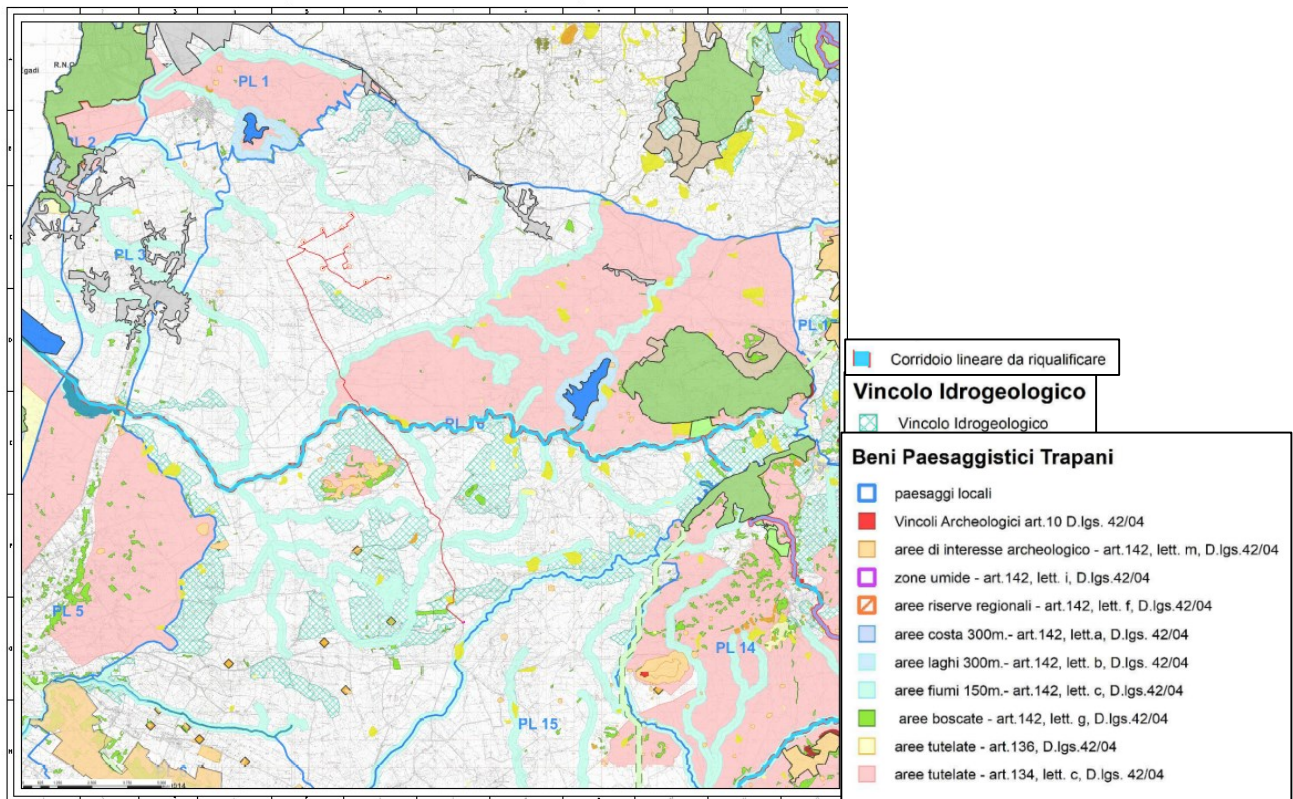 R.N.O
gadi
PL 1
PL 2
PL 3
PL 5
PL 14
PL 15
IT
Corridoio lineare da riqualificare
Vincolo Idrogeologico
Vincolo Idrogeologico
Beni Paesaggistici Trapani
paesaggi locali
Vincoli Archeologici art.10 D.lgs. 42/04
aree di interesse archeologico - art.142, lett. m, D.lgs.42/04
zone umide - art.142, lett. i, D.lgs.42/04
aree riserve regionali - art.142, lett. f, D.lgs.42/04
aree costa 300m.- art.142, lett.a, D.lgs. 42/04
aree laghi 300m.- art.142, lett. b, D.lgs. 42/04
aree fiumi 150m.- art.142, lett. c, D.lgs.42/04
aree boscate - art.142, lett. g, D.lgs.42/04
aree tutelate - art.136, D.lgs.42/04
aree tutelate - art.134, lett. c, D.lgs. 42/04